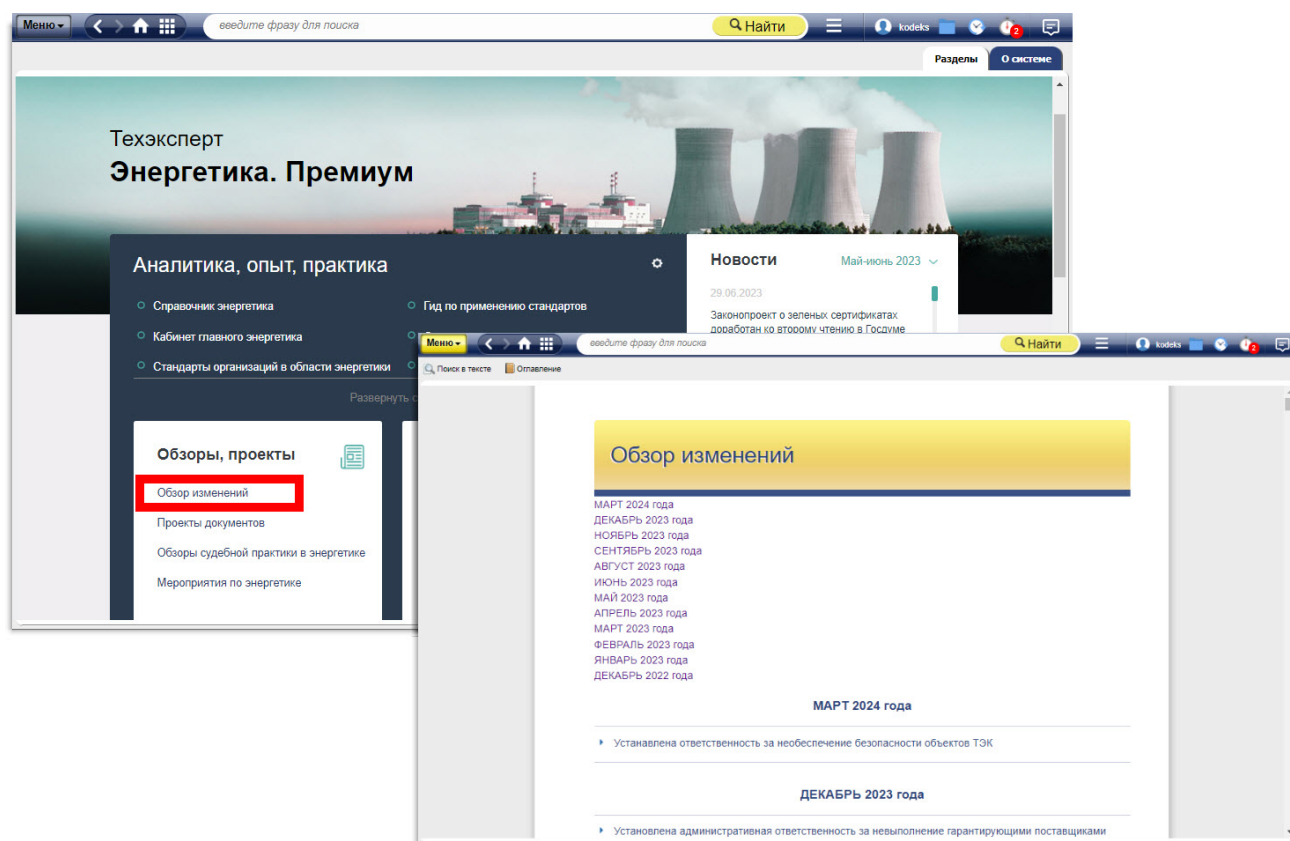 Меню
введите фразу для поиска
Найти
kodeks
2
Разделы
О системе
Техэксперт
Энергетика. Премиум
Аналитика, опыт, практика
Справочник энергетика
Гид по применению стандартов
Кабинет главного энергетика
Стандарты организаций в области энергетики
Новости
Май-июнь 2023
29.06.2023
Законопроект о зеленых сертификатах
доработан ко второму чтению в Госдуме
Обзоры, проекты
Обзор изменений
Проекты документов
Обзоры судебной практики в энергетике
Мероприятия по энергетике
Меню
введите фразу для поиска
Найти
kodeks
2
Поиск в тексте
Оглавление
Обзор изменений
МАРТ 2024 года
ДЕКАБРЬ 2023 года
НОЯБРЬ 2023 года
СЕНТЯБРЬ 2023 года
АВГУСТ 2023 года
ИЮНЬ 2023 года
МАЙ 2023 года
АПРЕЛЬ 2023 года
МАРТ 2023 года
ФЕВРАЛЬ 2023 года
ЯНВАРЬ 2023 года
ДЕКАБРЬ 2022 года
МАРТ 2024 года
Устанавлена ответственность за необеспечение безопасности объектов ТЭК
ДЕКАБРЬ 2023 года
Установлена административная ответственность за невыполнение гарантирующими поставщиками